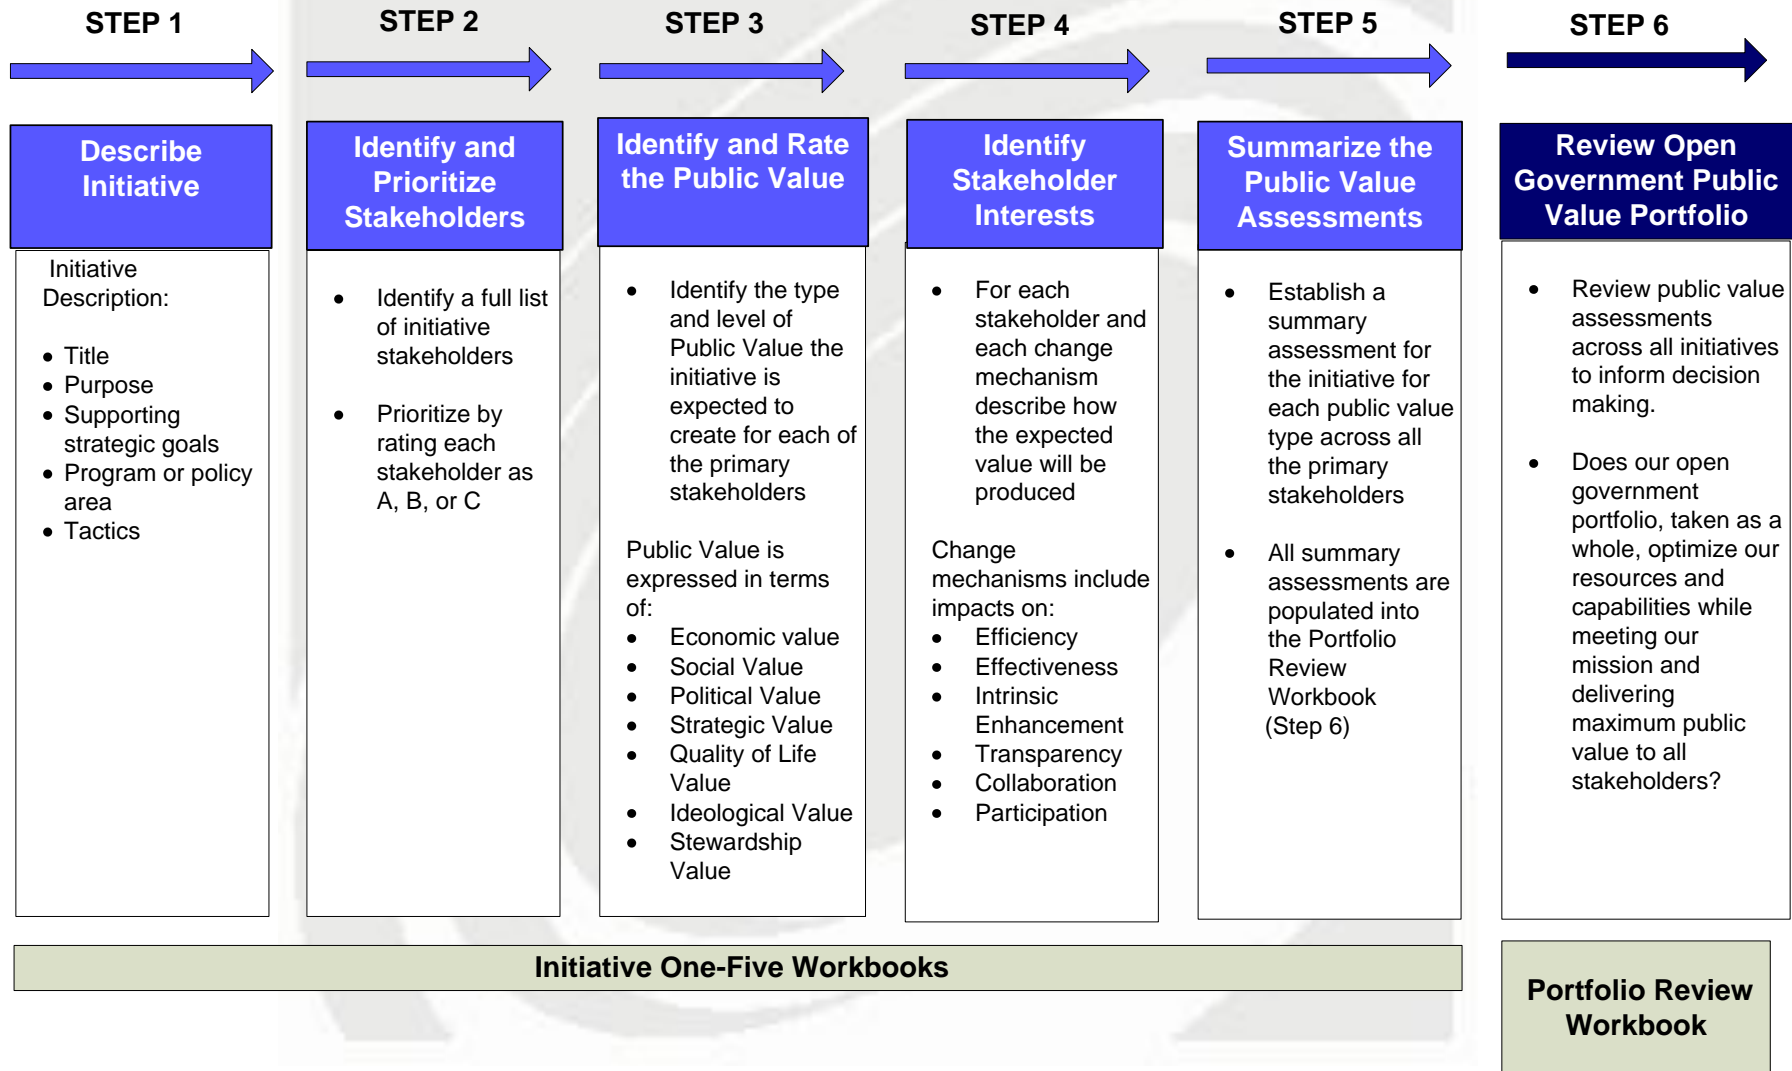 STEP 1
Describe
Initiative
Initiative
Description:
• Title
• Purpose
• Supporting
strategic goals
• Program or policy
area
• Tactics
STEP 2
Identify and
Prioritize
Stakeholders
• Identify a full list
of initiative
stakeholders
• Prioritize by
rating each
stakeholder as
A, B, or C
STEP 3
Identify and Rate
the Public Value
• Identify the type
and level of
Public Value the
initiative is
expected to
create for each of
the primary
stakeholders
Public Value is
expressed in terms
of:
• Economic value
• Social Value
• Political Value
• Strategic Value
• Quality of Life
Value
• Ideological Value
• Stewardship
Value
STEP 4
Identify
Stakeholder
Interests
• For each
stakeholder and
each change
mechanism
describe how
the expected
value will be
produced
Change
mechanisms include
impacts on:
• Efficiency
• Effectiveness
• Intrinsic
Enhancement
• Transparency
• Collaboration
• Participation
STEP 5
Summarize the
Public Value
Assessments
• Establish a
summary
assessment for
the initiative for
each public value
type across all
the primary
stakeholders
• All summary
assessments are
populated into
the Portfolio
Review
Workbook
(Step 6)
STEP 6
Review Open
Government Public
Value Portfolio
• Review public value
assessments
across all initiatives
to inform decision
making.
• Does our open
government
portfolio, taken as a
whole, optimize our
resources and
capabilities while
meeting our
mission and
delivering
maximum public
value to all
stakeholders?
Initiative One-Five Workbooks
Portfolio Review
Workbook